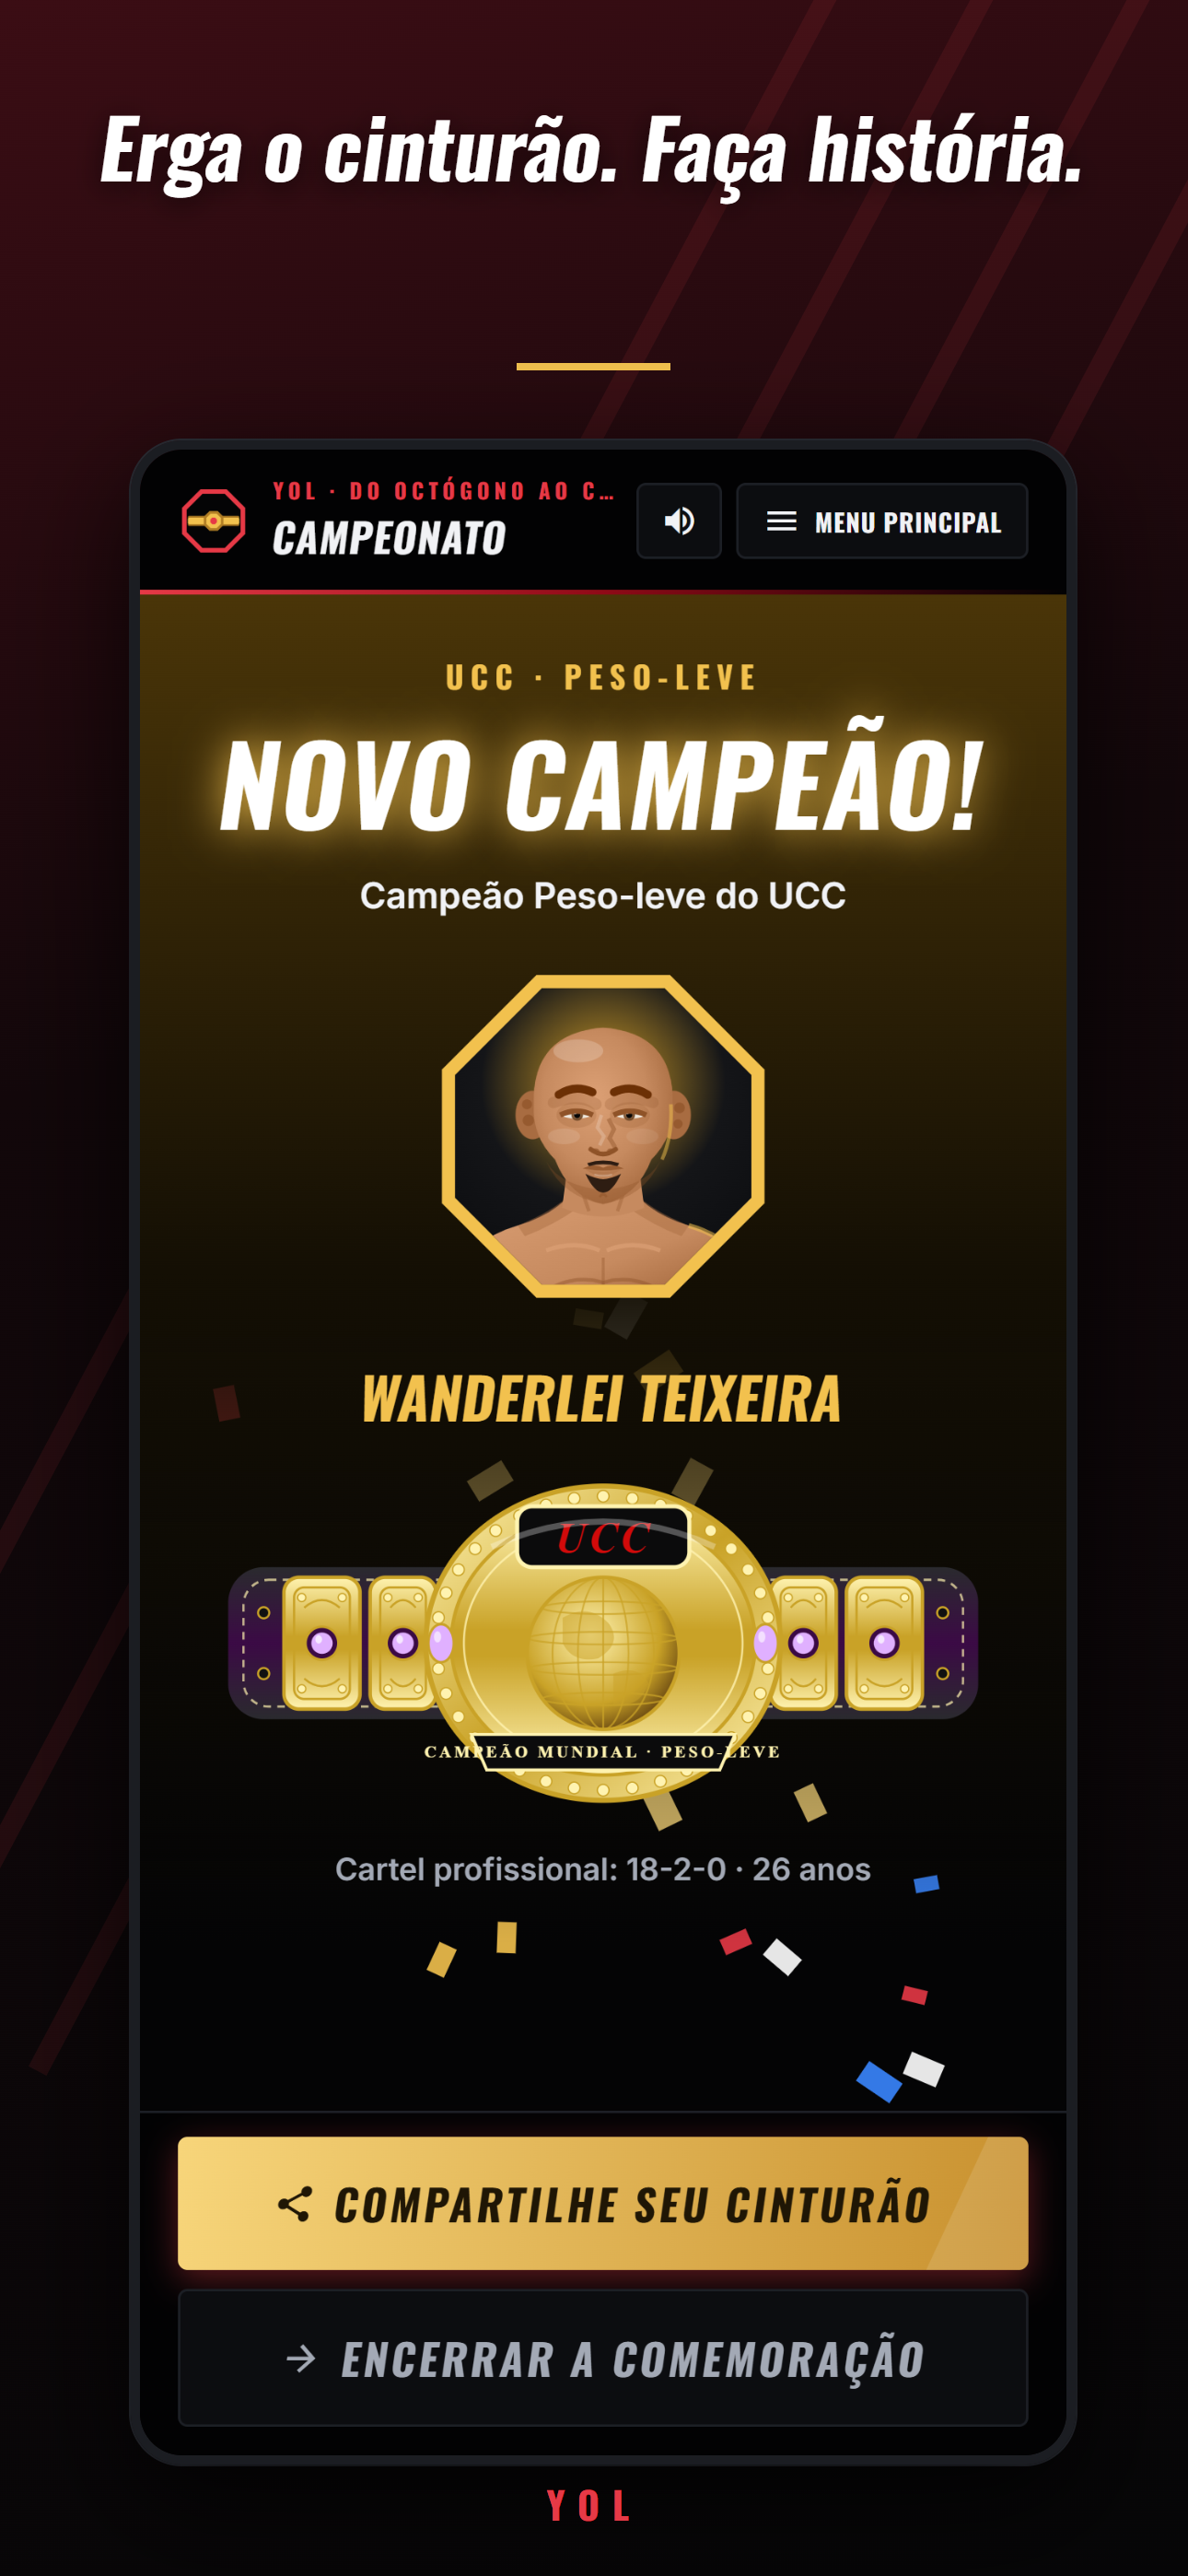 Erga o cinturão. Faça história.
YOL · DO OCTÓGONO AO C...
CAMPEONATO
MENU PRINCIPAL
UCC · PESO-LEVE
NOVO CAMPEÃO!
Campeão Peso-leve do UCC
WANDERLEI TEIXEIRA
UCC
CAMPEÃO MUNDIAL · PESO-LEVE
Cartel profissional: 18-2-0 · 26 anos
COMPARTILHE SEU CINTURÃO
ENCERRAR A COMEMORAÇÃO
YOL